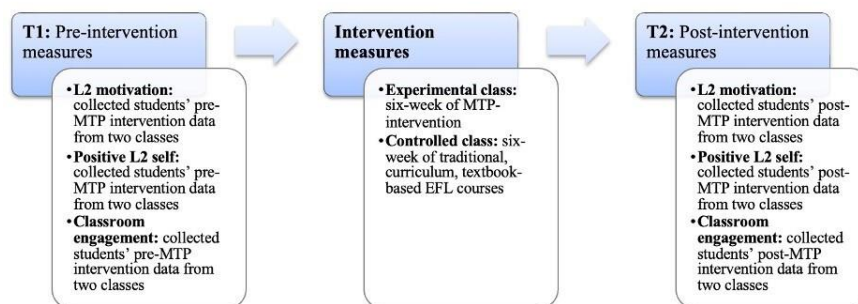 T1: Pre-intervention
measures
•L2 motivation:
collected students' pre-
MTP intervention data
from two classes
•Positive L2 self:
collected students' pre-
MTP intervention data
from two classes
•Classroom
engagement: collected
students' pre-MTP
intervention data from
two classes
Intervention
measures
•Experimental class:
six-week of MTP-
intervention
•Controlled class: six-
week of traditional,
curriculum, textbook-
based EFL courses
T2: Post-intervention
measures
•L2 motivation:
collected students' post-
MTP intervention data
from two classes
•Positive L2 self:
collected students' post-
MTP intervention data
from two classes
•Classroom
engagement: collected
students' post-MTP
intervention data from
two classes